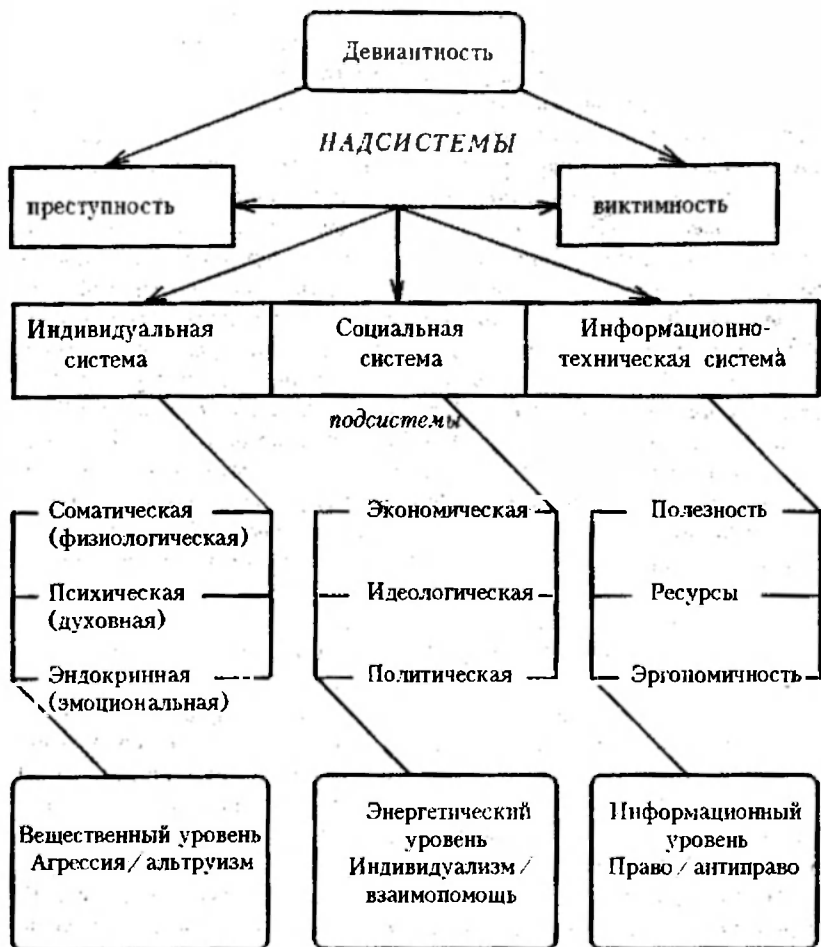 Девиантность
НАДСИСТЕМЫ
преступность
виктимность
Индивидуальная
система
Социальная
система
Информационно-
техническая система
подсистемы
Соматическая
(физиологическая)
Психическая
(духовная)
Эндокринная
(эмоциональная)
Экономическая
Идеологическая
Политическая
Полезность
Ресурсы
Эргономичность
Вещественный уровень
Агрессия/альтруизм
Энергетический
уровень
Индивидуализм/
взаимопомощь
Информационный
уровень
Право/антиправо